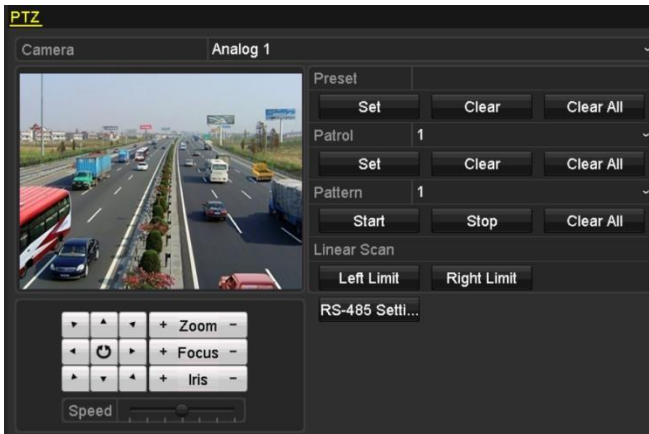 PTZ
Camera Analog 1
Preset
Set Clear Clear All
Patrol 1
Set Clear Clear All
Pattern 1
Start Stop Clear All
Linear Scan
Left Limit Right Limit
RS-485 Setti...
+ Zoom -
+ Focus -
+ Iris -
Speed